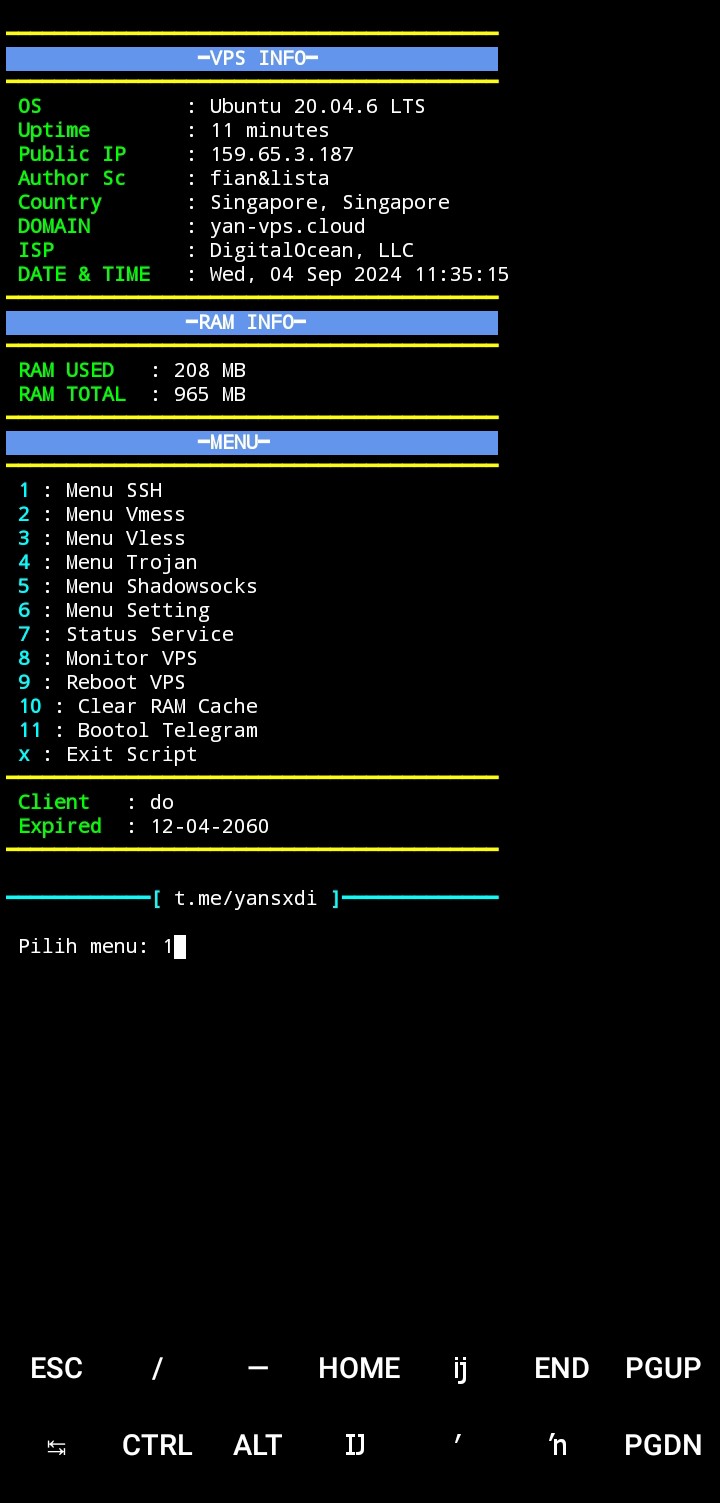 ━VPS INFO━
OS : Ubuntu 20.04.6 LTS
Uptime : 11 minutes
Public IP : 159.65.3.187
Author Sc : fian&lista
Country : Singapore, Singapore
DOMAIN : yan-vps.cloud
ISP : DigitalOcean, LLC
DATE & TIME : Wed, 04 Sep 2024 11:35:15
━RAM INFO━
RAM USED : 208 MB
RAM TOTAL : 965 MB
━MENU━
1 : Menu SSH
2 : Menu Vmess
3 : Menu Vless
4 : Menu Trojan
5 : Menu Shadowsocks
6 : Menu Setting
7 : Status Service
8 : Monitor VPS
9 : Reboot VPS
10 : Clear RAM Cache
11 : Bootol Telegram
x : Exit Script
Client : do
Expired : 12-04-2060
[ t.me/yansxdi ]
Pilih menu: 1
ESC / — HOME ĳ END PGUP
↹ CTRL ALT Ĳ ′ ŉ PGDN